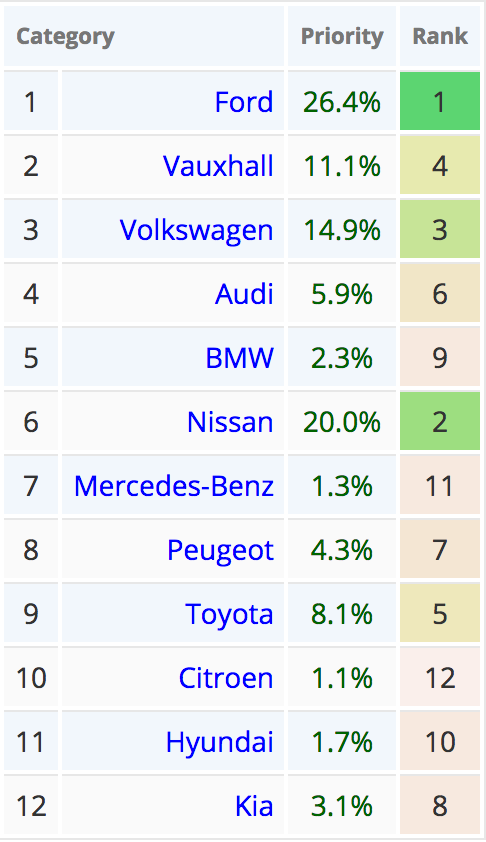 Category Priority Rank
1 Ford 26.4% 1
2 Vauxhall 11.1% 4
3 Volkswagen 14.9% 3
4 Audi 5.9% 6
5 BMW 2.3% 9
6 Nissan 20.0% 2
7 Mercedes-Benz 1.3% 11
8 Peugeot 4.3% 7
9 Toyota 8.1% 5
10 Citroen 1.1% 12
11 Hyundai 1.7% 10
12 Kia 3.1% 8